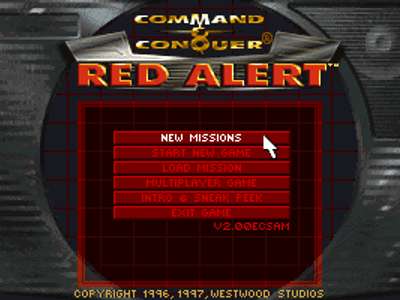 COMMAND
&
CONQUER®
RED ALERT™
NEW MISSIONS
START NEW GAME
LOAD MISSION
MULTIPLAYER GAME
INTRO & SNEAK PEEK
EXIT GAME
V2.00ECSAM
COPYRIGHT 1996,1997,WESTWOOD STUDIOS